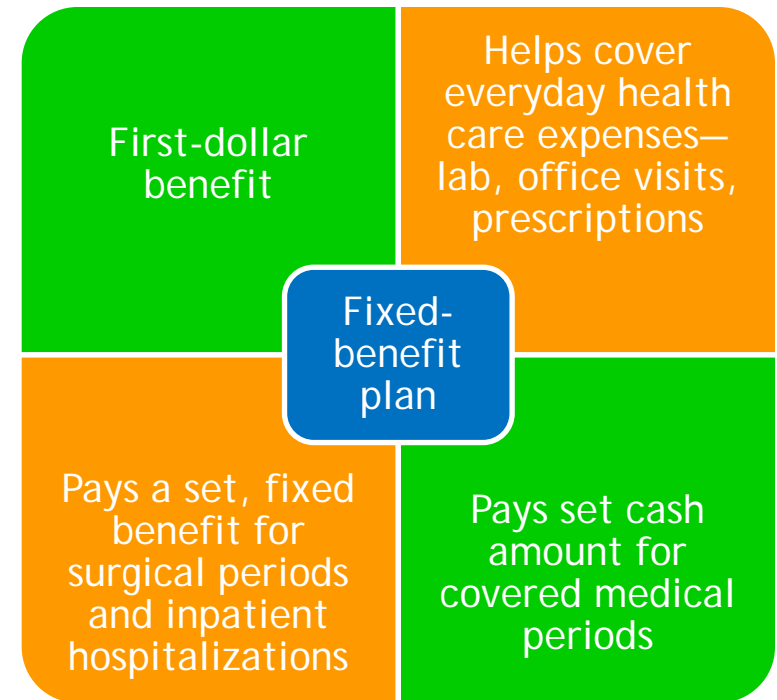 First-dollar
benefit
Helps cover
everyday health
care expenses—
lab, office visits,
prescriptions
Fixed-
benefit
plan
Pays a set, fixed
benefit for
surgical periods
and inpatient
hospitalizations
Pays set cash
amount for
covered medical
periods